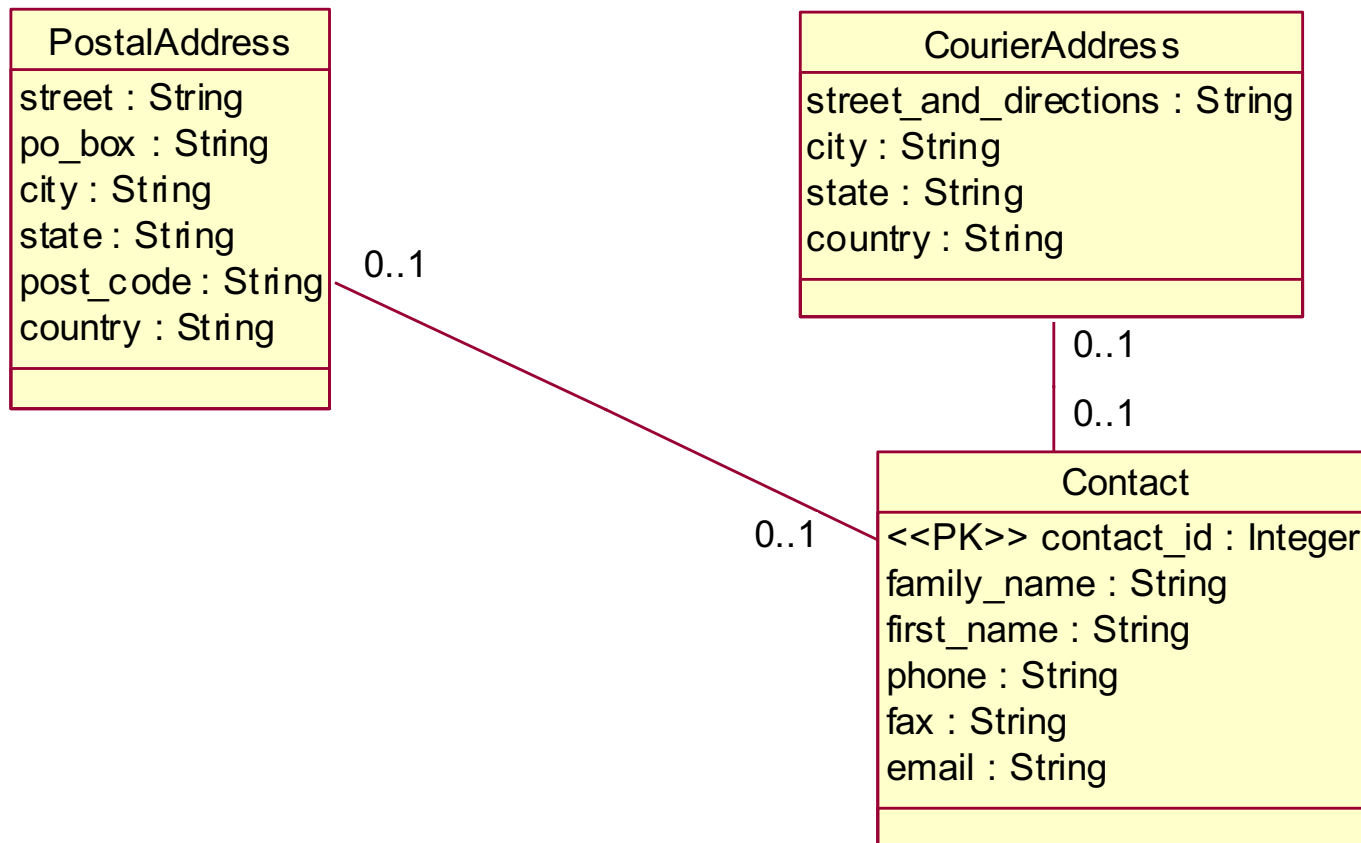 PostalAddress
street : String
po_box : String
city : String
state : String
post_code : String
country : String
CourierAddress
street_and_directions : String
city : String
state : String
country : String
0..1
0..1
0..1
0..1
Contact
<<PK>> contact_id : Integer
family_name : String
first_name : String
phone : String
fax : String
email : String